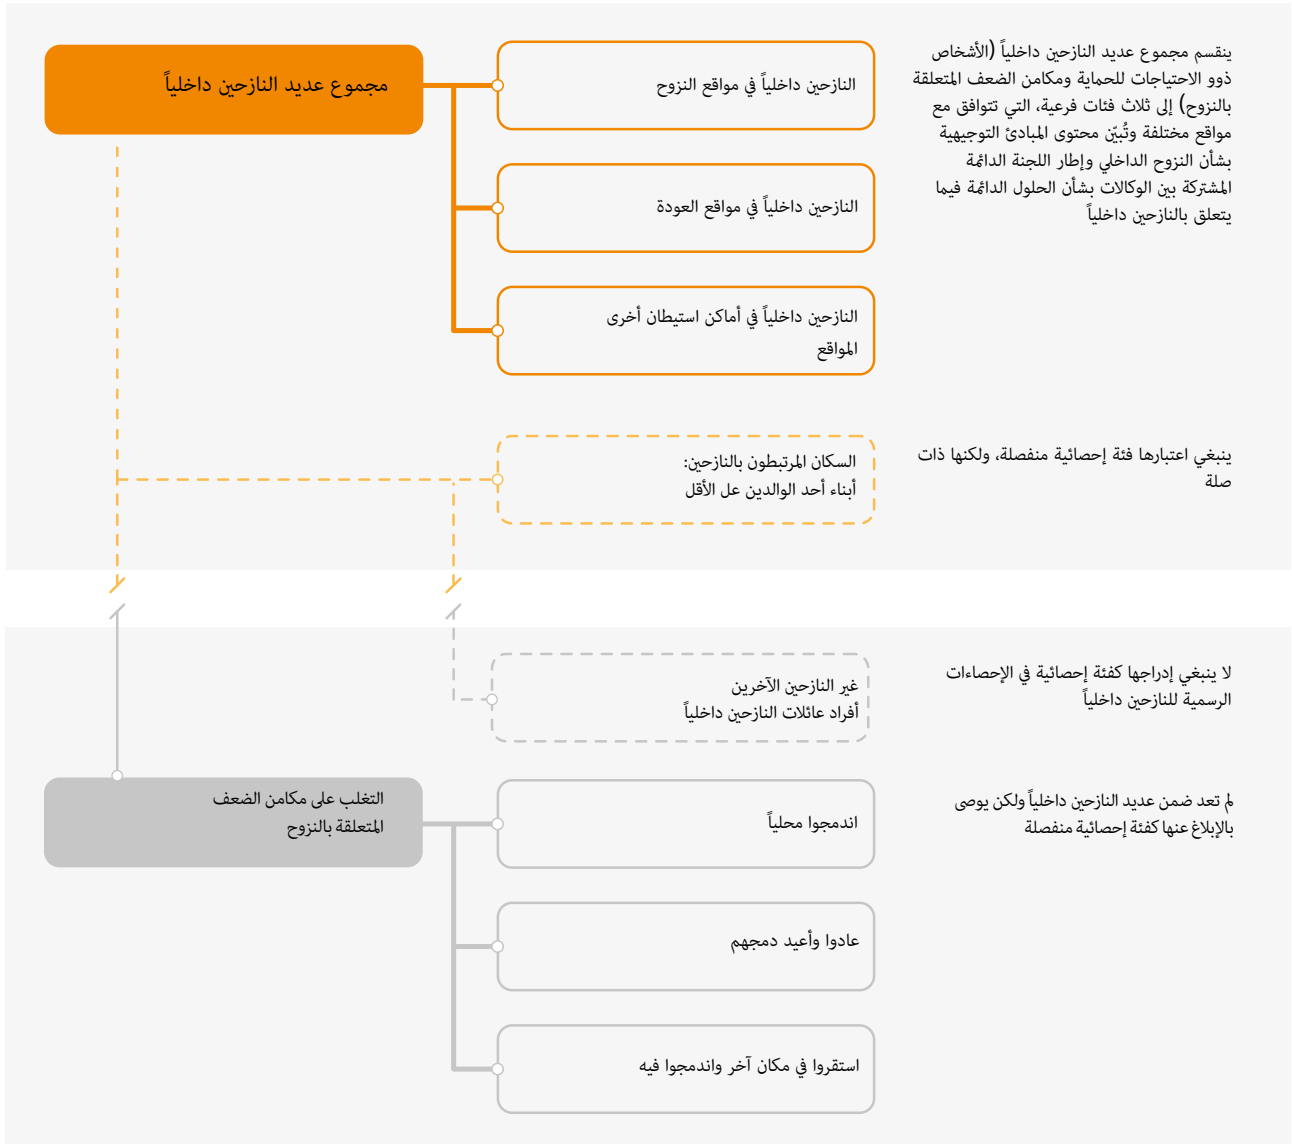 ينقسم مجموع عديد النازحين داخلياً (الأشخاص
ذوو الاحتياجات للحماية ومكامن الضعف المتعلقة
بالنزوح) إلى ثلاث فئات فرعية، التي تتوافق مع
مواقع مختلفة وتُبيّن محتوى المبادئ التوجيهية
بشأن النزوح الداخلي وإطار اللجنة الدائمة
المشتركة بين الوكالات بشأن الحلول الدائمة فيما
يتعلق بالنازحين داخلياً
مجموع عديد النازحين داخلياً
النازحين داخلياً في مواقع النزوح
النازحين داخلياً في مواقع العودة
النازحين داخلياً في أماكن استيطان أخرى
المواقع
ينبغي اعتبارها فئة إحصائية منفصلة، ولكنها ذات
صلة
السكان المرتبطون بالنازحين:
أبناء أحد الوالدين عل الأقل
لا ينبغي إدراجها كفئة إحصائية في الإحصاءات
الرسمية للنازحين داخلياً
غير النازحين الآخرين
أفراد عائلات النازحين داخلياً
لم تعد ضمن عديد النازحين داخلياً ولكن يوصى
بالإبلاغ عنها كفئة إحصائية منفصلة
التغلب على مكامن الضعف
المتعلقة بالنزوح
اندمجوا محلياً
عادوا وأعيد دمجهم
استقروا في مكان آخر واندمجوا فيه